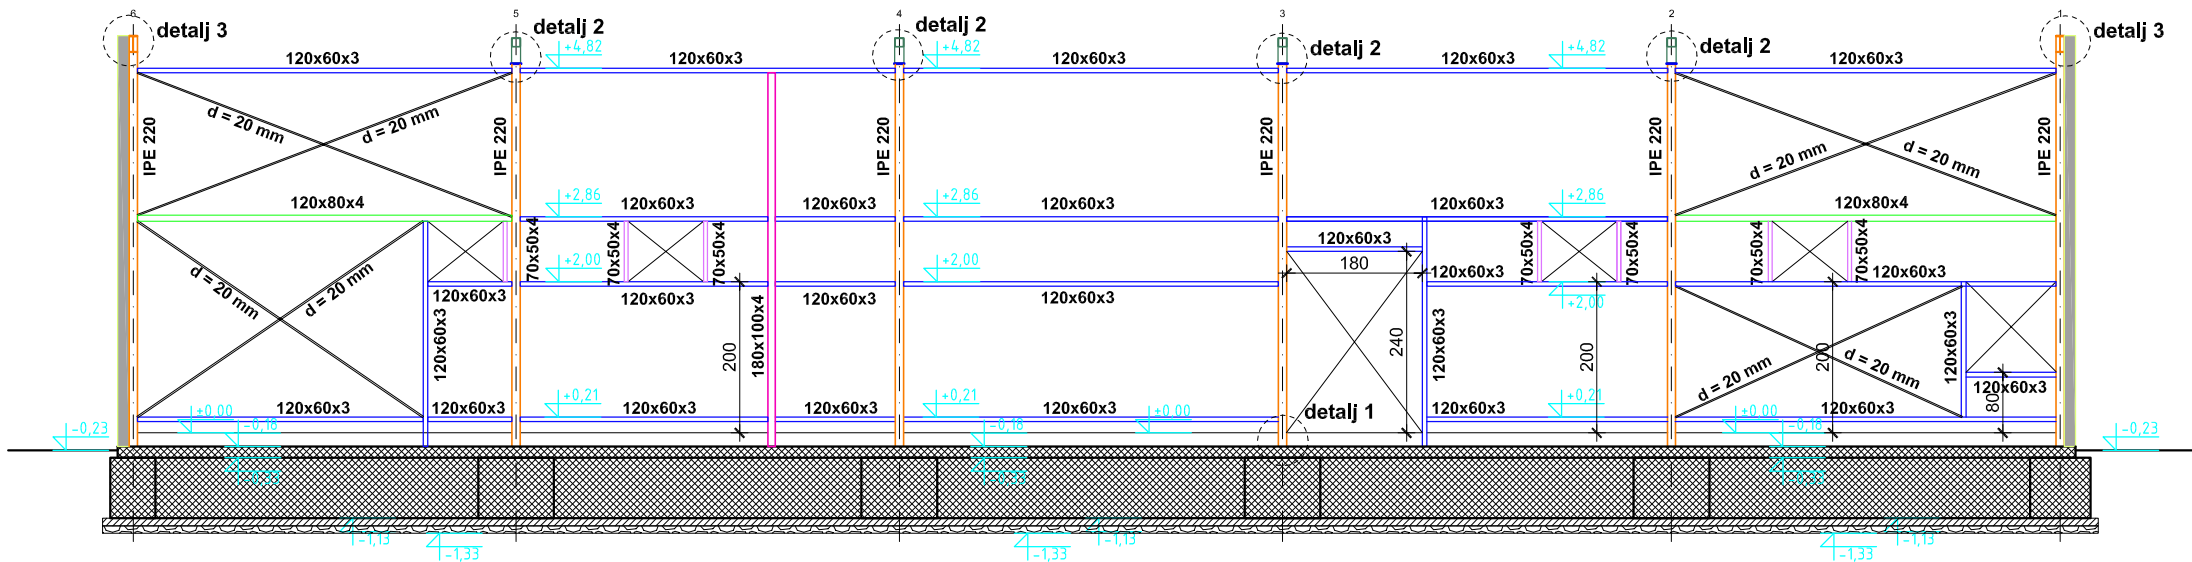 6 5 4 3 2 1
detalj 3 detalj 2 detalj 2 detalj 2 detalj 2 detalj 3
+4,82 +4,82 +4,82
120x60x3 120x60x3 120x60x3 120x60x3 120x60x3
d = 20 mm d = 20 mm d = 20 mm d = 20 mm
IPE 220 IPE 220 IPE 220 IPE 220 IPE 220 IPE 220
+2,86 +2,86 +2,86
120x80x4 120x60x3 120x60x3 120x60x3 120x60x3 120x80x4
70x50x4 70x50x4 70x50x4 70x50x4 70x50x4 70x50x4 70x50x4
120x60x3
180
+2,00 +2,00
120x60x3 120x60x3
120x60x3 120x60x3 120x60x3 120x60x3
+2,00
d = 20 mm d = 20 mm
120x60x3 200 180x100x4 240 120x60x3 200 200 120x60x3
d = 20 mm d = 20 mm
120x60x3
80
+0,21 +0,21 +0,21
120x60x3 120x60x3 120x60x3 120x60x3 120x60x3 120x60x3 120x60x3
±0,00 ±0,00 ±0,00
detalj 1
-0,23 -0,18 -0,18 -0,18 -0,23
-0,33 -0,33 -0,33
-1,13 -1,13 -1,13
-1,33 -1,33 -1,33